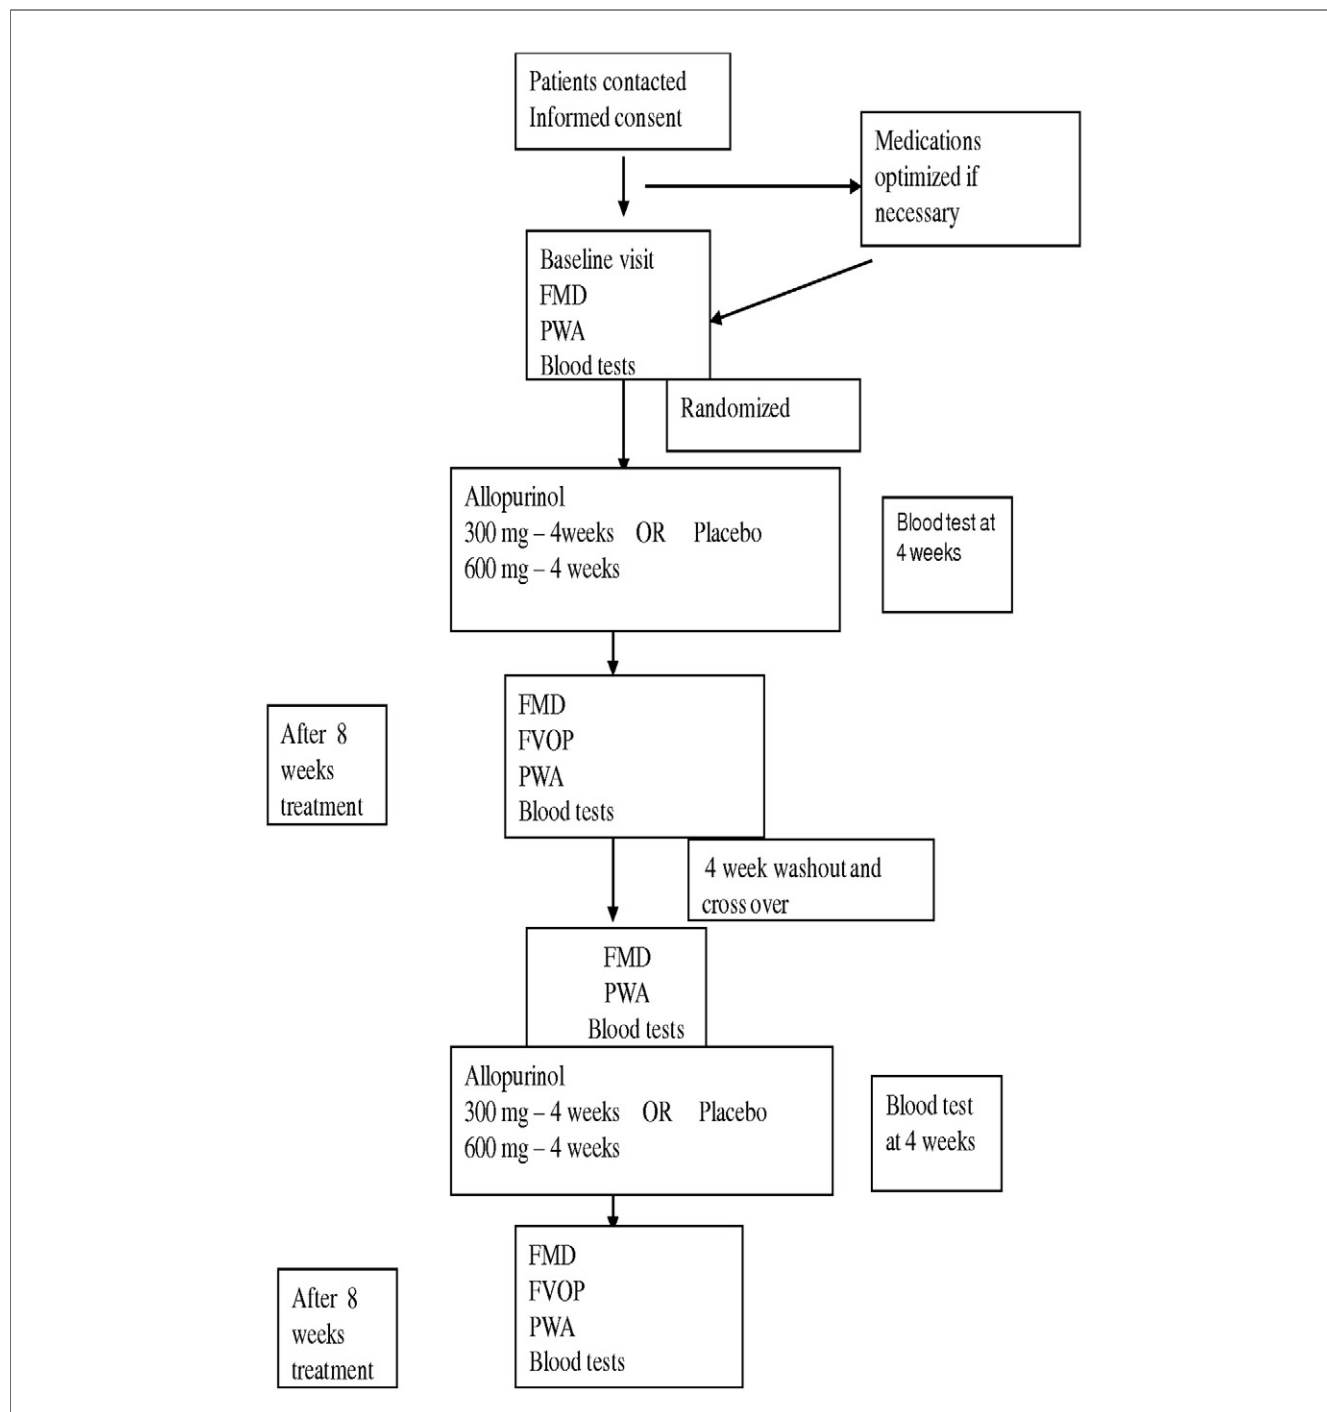 Patients contacted
Informed consent
Medications
optimized if
necessary
Baseline visit
FMD
PWA
Blood tests
Randomized
Allopurinol
300 mg – 4weeks OR Placebo
600 mg – 4 weeks
Blood test at
4 weeks
After 8
weeks
treatment
FMD
FVOP
PWA
Blood tests
4 week washout and
cross over
FMD
PWA
Blood tests
Allopurinol
300 mg – 4 weeks OR Placebo
600 mg – 4 weeks
Blood test
at 4 weeks
After 8
weeks
treatment
FMD
FVOP
PWA
Blood tests